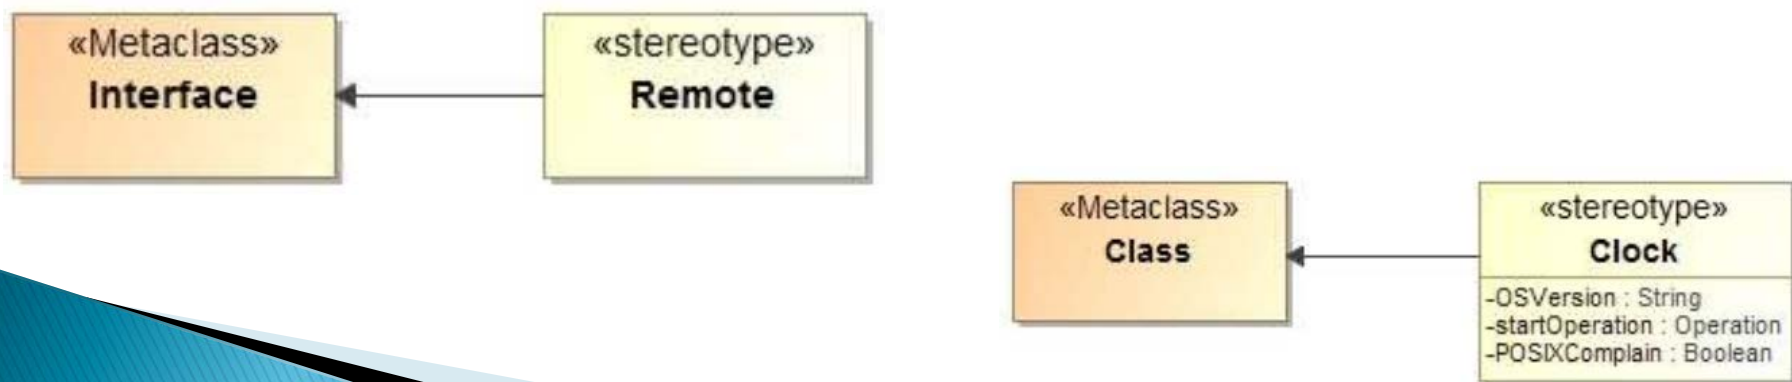 «Metaclass»
Interface
«stereotype»
Remote
«Metaclass»
Class
«stereotype»
Clock
-OSVersion : String
-startOperation : Operation
-POSIXComplain : Boolean